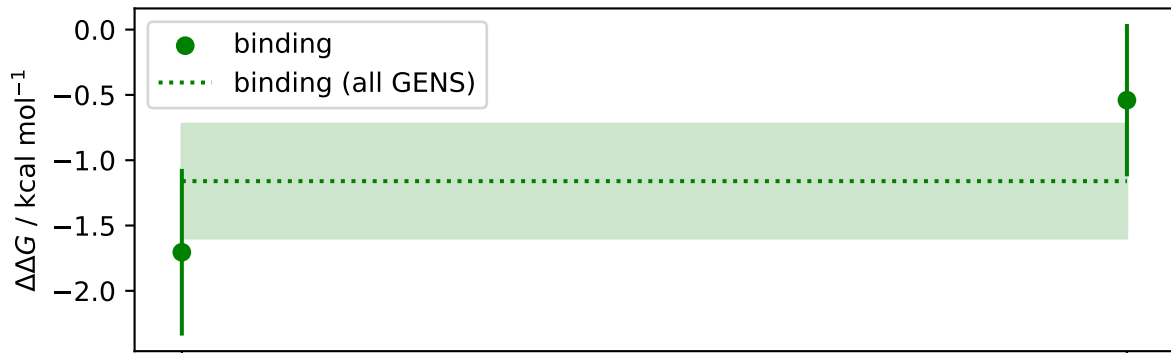 0.0
binding
binding (all GENS)
−0.5
−1.0
−1.5
−2.0
ΔΔG / kcal mol⁻¹